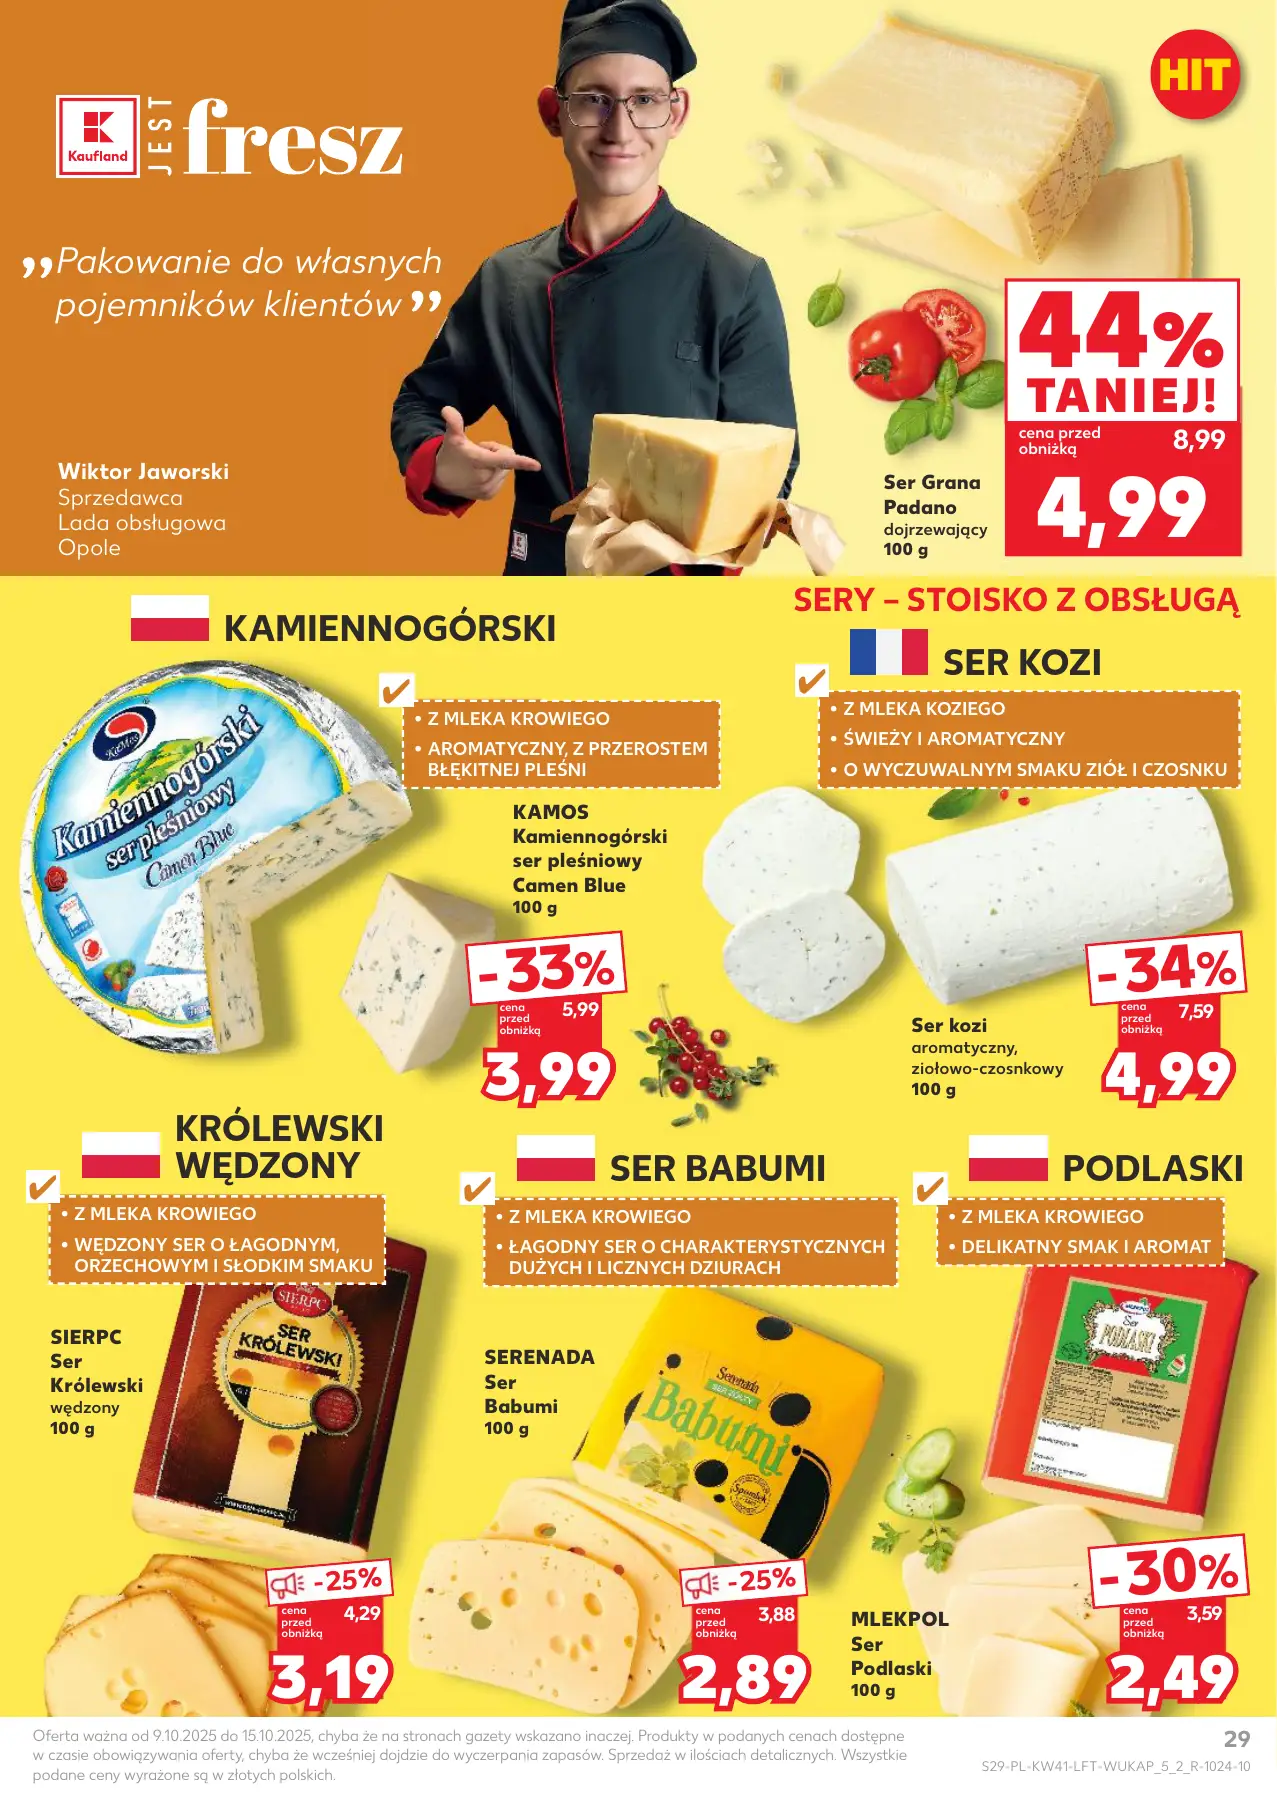 HIT
Kaufland
JEST
fresz
„Pakowanie do własnych
pojemników klientów”
Wiktor Jaworski
Sprzedawca
Lada obsługowa
Opole
44%
TANIEJ!
cena przed
obniżką
8,99
4,99
Ser Grana
Padano
dojrzewający
100 g
SERY – STOISKO Z OBSŁUGĄ
KAMIENNOGÓRSKI
• Z MLEKA KROWIEGO
• AROMATYCZNY, Z PRZEROSTEM
BŁĘKITNEJ PLEŚNI
KaMos
Kamiennogórski
ser pleśniowy
Camen Blue
KAMOS
Kamiennogórski
ser pleśniowy
Camen Blue
100 g
-33%
cena
przed
obniżką
5,99
3,99
SER KOZI
• Z MLEKA KOZIEGO
• ŚWIEŻY I AROMATYCZNY
• O WYCZUWALNYM SMAKU ZIÓŁ I CZOSNKU
Ser kozi
aromatyczny,
ziołowo-czosnkowy
100 g
-34%
cena
przed
obniżką
7,59
4,99
KRÓLEWSKI
WĘDZONY
• Z MLEKA KROWIEGO
• WĘDZONY SER O ŁAGODNYM,
ORZECHOWYM I SŁODKIM SMAKU
SIERPC
SER
KRÓLEWSKI
SIERPC
Ser
Królewski
wędzony
100 g
-25%
cena
przed
obniżką
4,29
3,19
SER BABUMI
• Z MLEKA KROWIEGO
• ŁAGODNY SER O CHARAKTERYSTYCZNYCH
DUŻYCH I LICZNYCH DZIURACH
Serenada
SER ŻÓŁTY
Babumi
Spomlek
SERENADA
Ser
Babumi
100 g
-25%
cena
przed
obniżką
3,88
2,89
PODLASKI
• Z MLEKA KROWIEGO
• DELIKATNY SMAK I AROMAT
Ser
PODLASKI
MLEKPOL
Ser
Podlaski
100 g
-30%
cena
przed
obniżką
3,59
2,49
Oferta ważna od 9.10.2025 do 15.10.2025, chyba że na stronach gazety wskazano inaczej. Produkty w podanych cenach dostępne
w czasie obowiązywania oferty, chyba że wcześniej dojdzie do wyczerpania zapasów. Sprzedaż w ilościach detalicznych. Wszystkie
podane ceny wyrażone są w złotych polskich.
29
S29-PL-KW41-LFT-WUKAP_5_2_R-1024-10